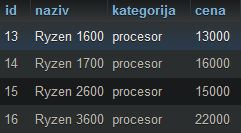 id naziv kategorija cena
13 Ryzen 1600 procesor 13000
14 Ryzen 1700 procesor 16000
15 Ryzen 2600 procesor 15000
16 Ryzen 3600 procesor 22000